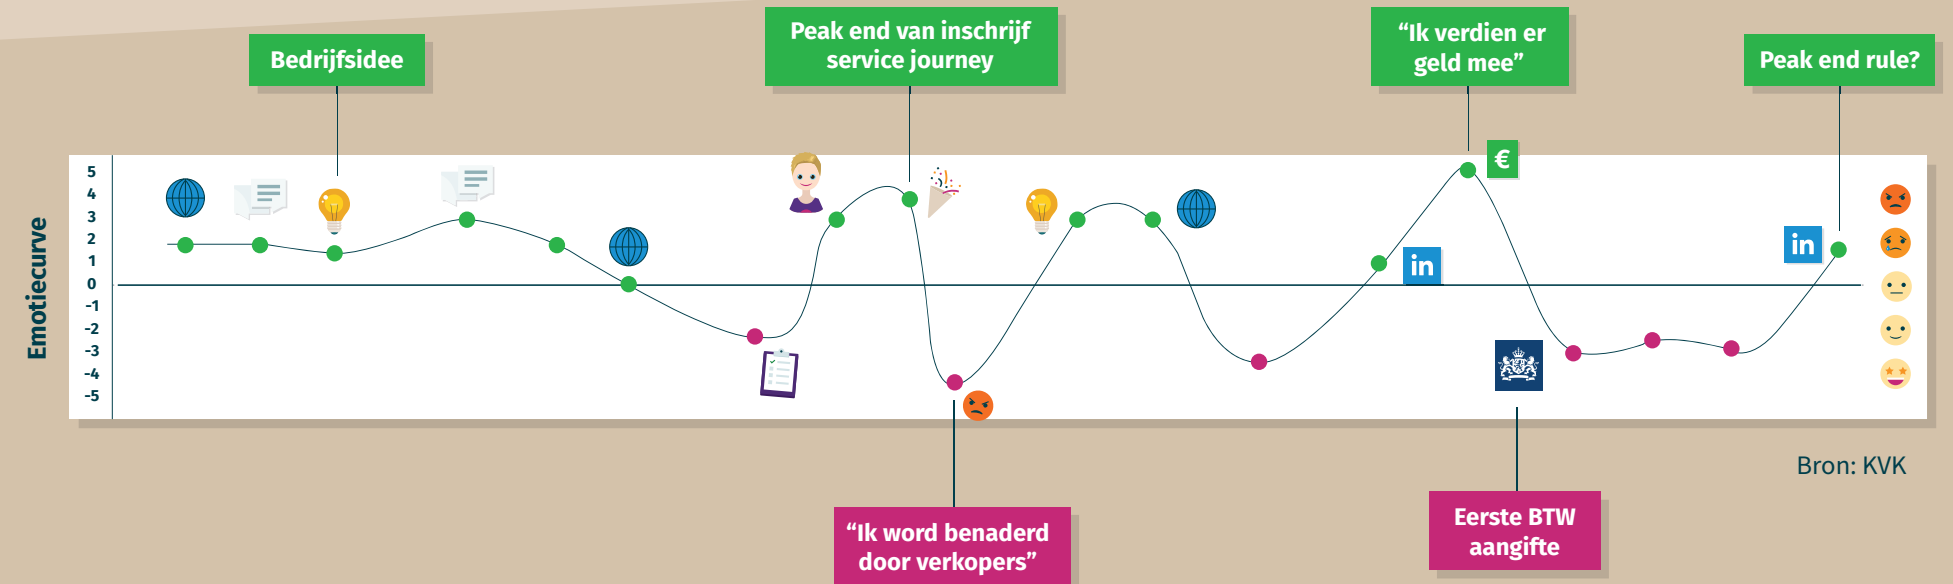 Bedrijfsidee
Peak end van inschrijf
service journey
“Ik verdien er
geld mee”
Peak end rule?
Emotiecurve
5
4
3
2
1
0
-1
-2
-3
-4
-5
€
in
in
Bron: KVK
“Ik word benaderd
door verkopers”
Eerste BTW
aangifte